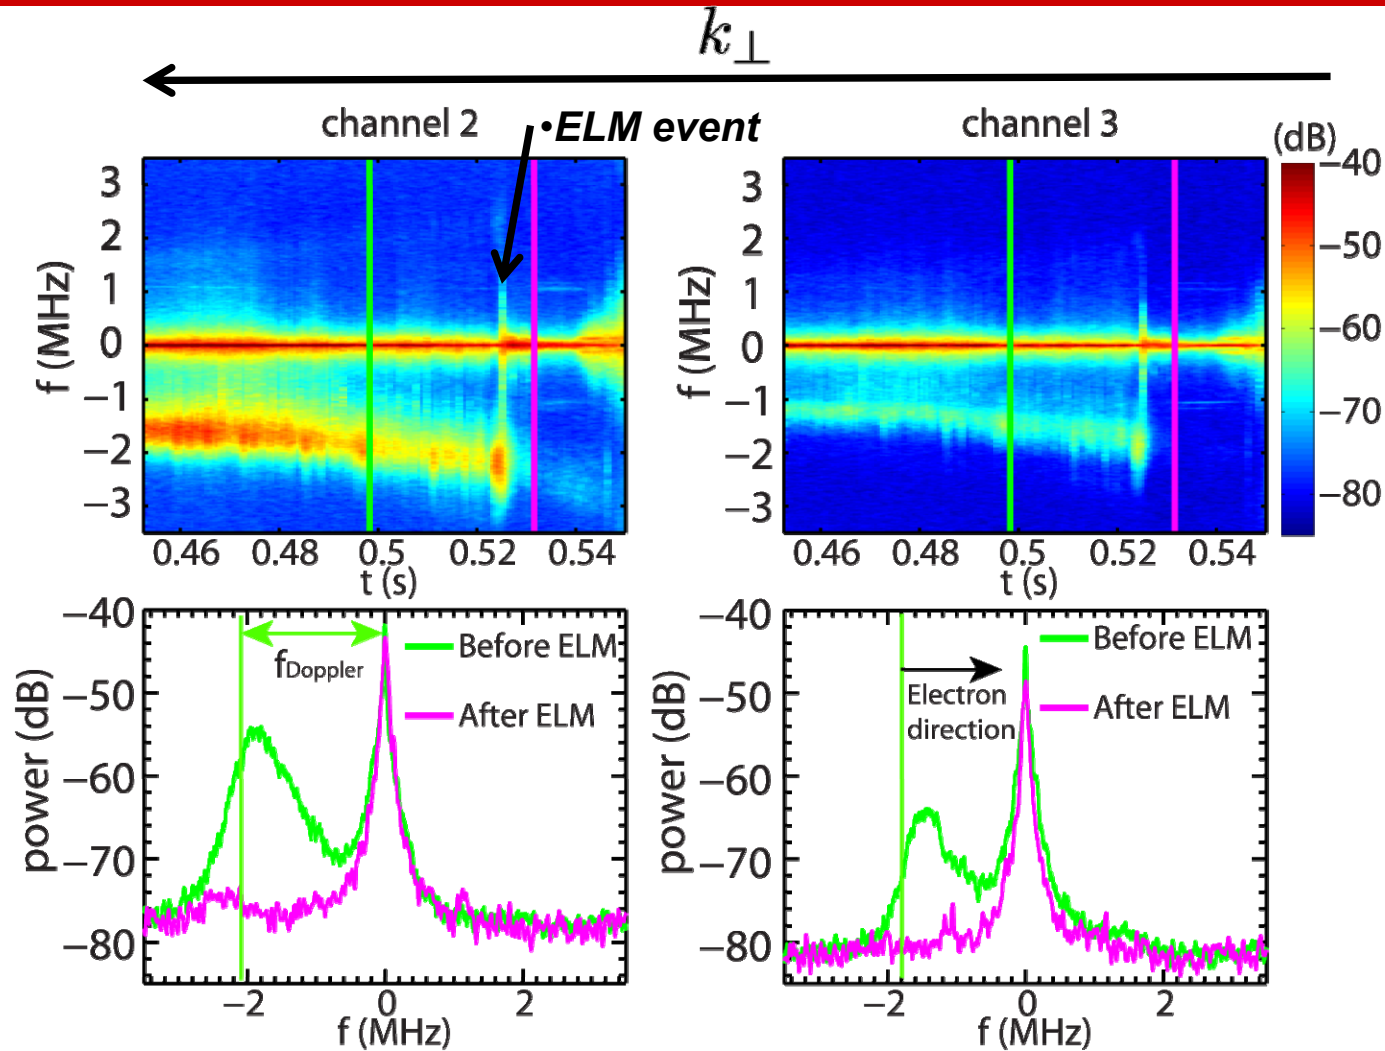 k⊥
channel 2
•ELM event
channel 3
(dB)
f (MHz)
3
2
1
0
−1
−2
−3
0.46 0.48 0.5 0.52 0.54
t (s)
f (MHz)
3
2
1
0
−1
−2
−3
0.46 0.48 0.5 0.52 0.54
t (s)
−40
−50
−60
−70
−80
power (dB)
−40
−50
−60
−70
−80
fDoppler
Before ELM
After ELM
−2 0 2
f (MHz)
power (dB)
−40
−50
−60
−70
−80
Before ELM
Electron
direction
After ELM
−2 0 2
f (MHz)